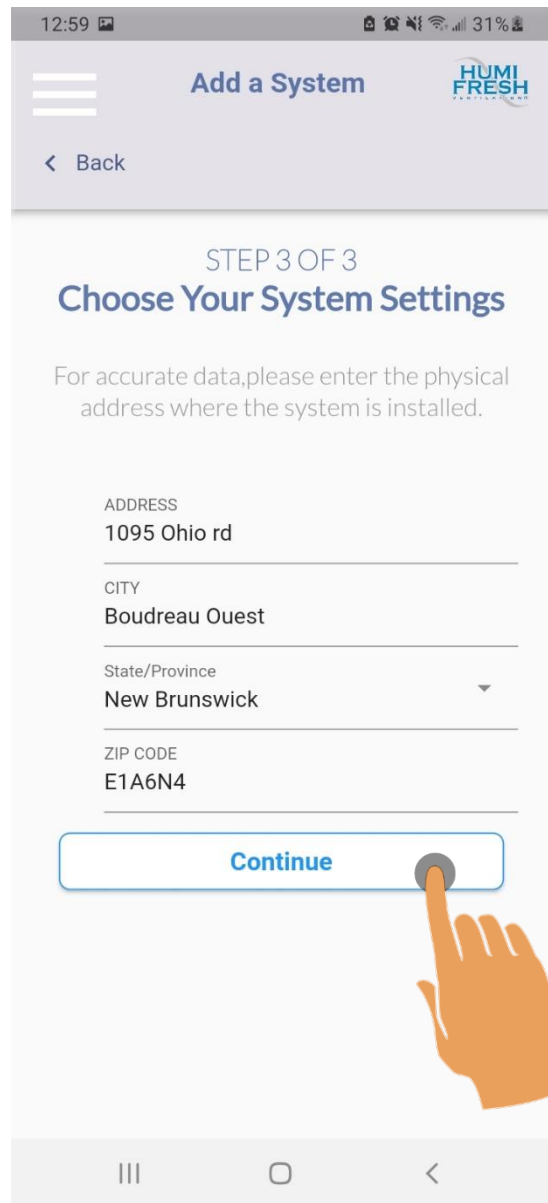 12:59 31%
Add a System
HUMI
FRESH
Back
STEP 3 OF 3
Choose Your System Settings
For accurate data,please enter the physical
address where the system is installed.
ADDRESS
1095 Ohio rd
CITY
Boudreau Ouest
State/Province
New Brunswick
ZIP CODE
E1A6N4
Continue